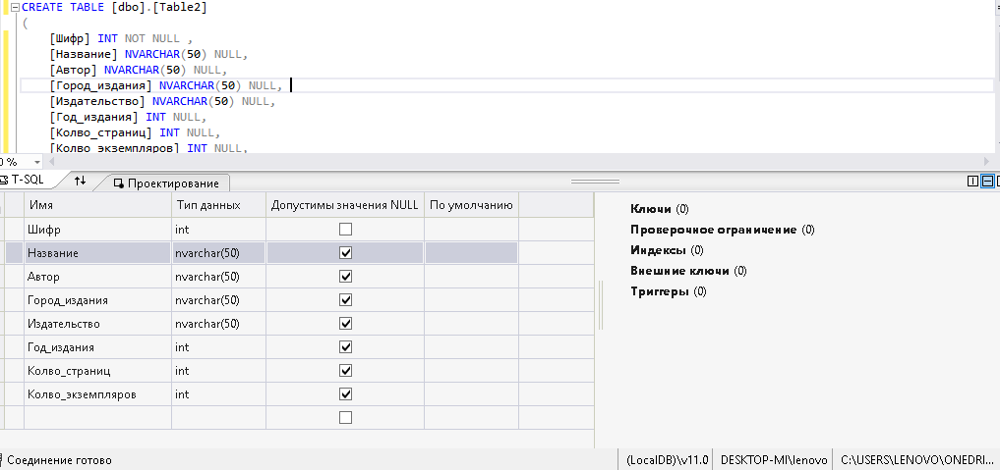 CREATE TABLE [dbo].[Table2]
(
[Шифр] INT NOT NULL ,
[Название] NVARCHAR(50) NULL,
[Автор] NVARCHAR(50) NULL,
[Город_издания] NVARCHAR(50) NULL,
[Издательство] NVARCHAR(50) NULL,
[Год_издания] INT NULL,
[Колво_страниц] INT NULL,
[Колво_экземпляров] INT NULL,
0 %
T-SQL Проектирование
Имя Тип данных Допустимы значения NULL По умолчанию
Шифр int
Название nvarchar(50)
Автор nvarchar(50)
Город_издания nvarchar(50)
Издательство nvarchar(50)
Год_издания int
Колво_страниц int
Колво_экземпляров int
Ключи (0)
Проверочное ограничение (0)
Индексы (0)
Внешние ключи (0)
Триггеры (0)
Соединение готово (LocalDB)\v11.0 DESKTOP-MI\lenovo C:\USERS\LENOVO\ONEDRI...